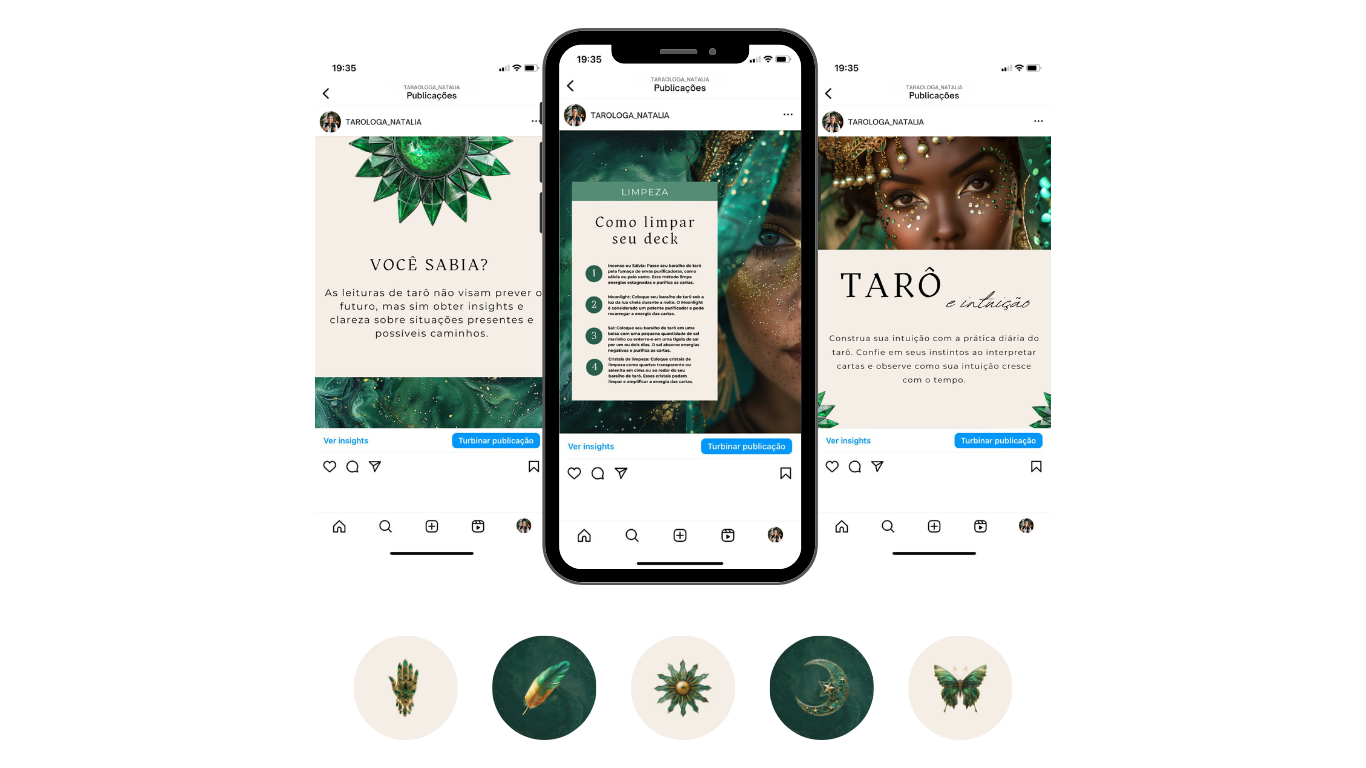 19:35
TARAOLOGA_NATALIA
Publicações
TAROLOGA_NATALIA
VOCÊ SABIA?
As leituras de tarô não visam prever o
futuro, mas sim obter insights e
clareza sobre situações presentes e
possíveis caminhos.
Ver insights
Turbinar publicação
19:35
TARAOLOGA_NATALIA
Publicações
TAROLOGA_NATALIA
LIMPEZA
Como limpar
seu deck
1
Incenso ou Sálvia: Passe seu baralho de tarô
pela fumaça de ervas purificadoras, como
sálvia ou palo santo. Este método limpa
energias estagnadas e purifica as cartas.
2
Moonlight: Coloque seu baralho de tarô sob a
luz da lua cheia durante a noite. O Moonlight
é considerado um potente purificador e pode
recarregar a energia das cartas.
3
Sal: Coloque seu baralho de tarô em uma
bolsa com uma pequena quantidade de sal
marinho ou enterre-o em uma tigela de sal
por um ou dois dias. O sal absorve energias
negativas e purifica as cartas.
4
Cristais de limpeza: Coloque cristais de
limpeza como quartzo transparente ou
selenita em cima ou ao redor do seu
baralho de tarô. Esses cristais podem
limpar e amplificar a energia das cartas.
Ver insights
Turbinar publicação
19:35
TARAOLOGA_NATALIA
Publicações
TAROLOGA_NATALIA
TARÔ
e intuição
Construa sua intuição com a prática diária do
tarô. Confie em seus instintos ao interpretar
cartas e observe como sua intuição cresce
com o tempo.
Ver insights
Turbinar publicação